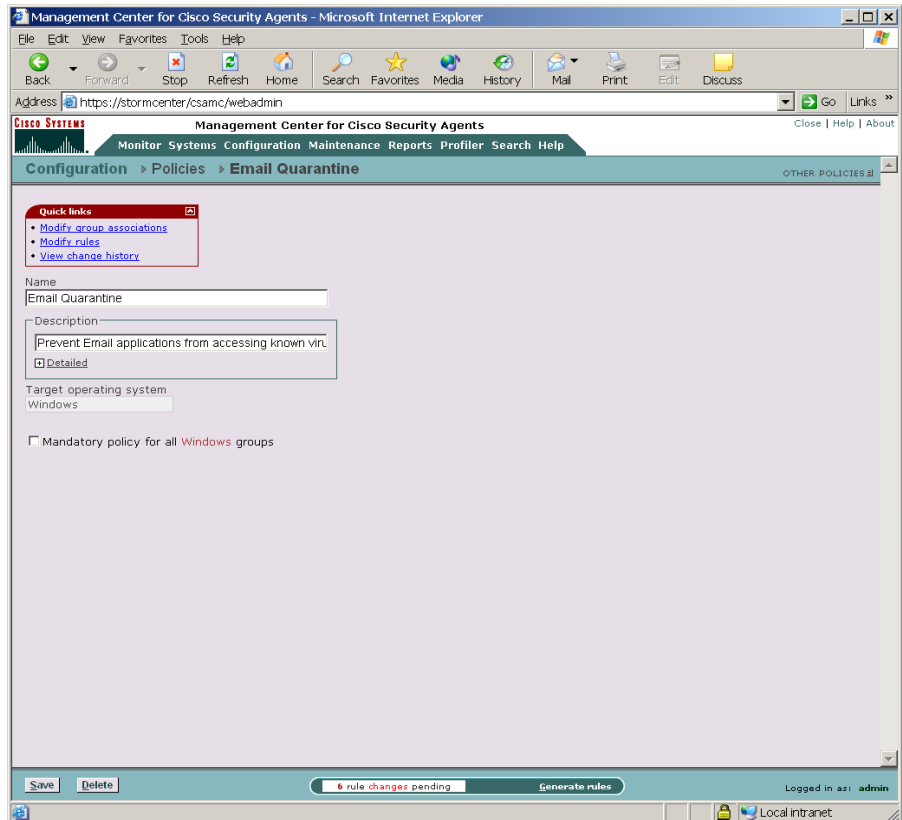 Management Center for Cisco Security Agents - Microsoft Internet Explorer
File Edit View Favorites Tools Help
Back Forward Stop Refresh Home Search Favorites Media History Mail Print Edit Discuss
Address https://stormcenter/csamc/webadmin Go Links »
CISCO SYSTEMS
Management Center for Cisco Security Agents
Close | Help | About
Monitor Systems Configuration Maintenance Reports Profiler Search Help
Configuration > Policies > Email Quarantine
OTHER POLICIES
Quick links
• Modify group associations
• Modify rules
• View change history
Name
Email Quarantine
Description
Prevent Email applications from accessing known viru
Detailed
Target operating system
Windows
Mandatory policy for all Windows groups
Save Delete 6 rule changes pending Generate rules Logged in as: admin
Local intranet